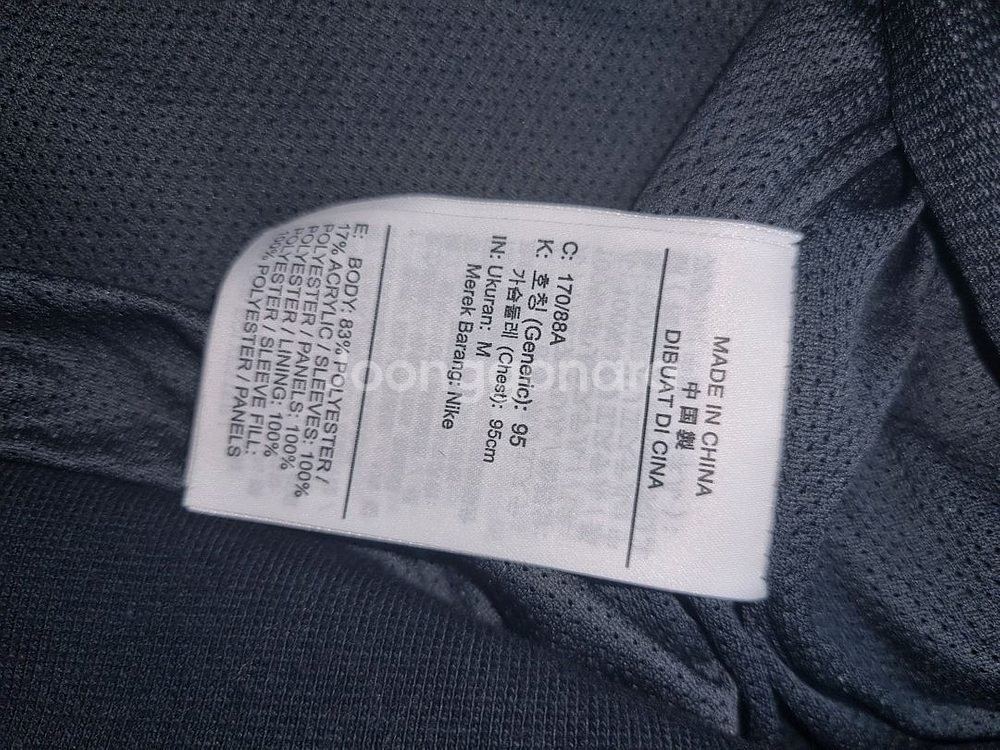 MADE IN CHINA
中国製
DIBUAT DI CINA
C: 170/88A
K: 호칭 (Generic): 95
가슴둘레 (Chest): 95cm
IN: Ukuran: M
Merek Barang: Nike
E: BODY: 83% POLYESTER /
17% ACRYLIC / SLEEVES: 100%
POLYESTER / PANELS: 100%
POLYESTER / LINING: 100%
POLYESTER / SLEEVE FILL:
POLYESTER / PANELS
joonggonara